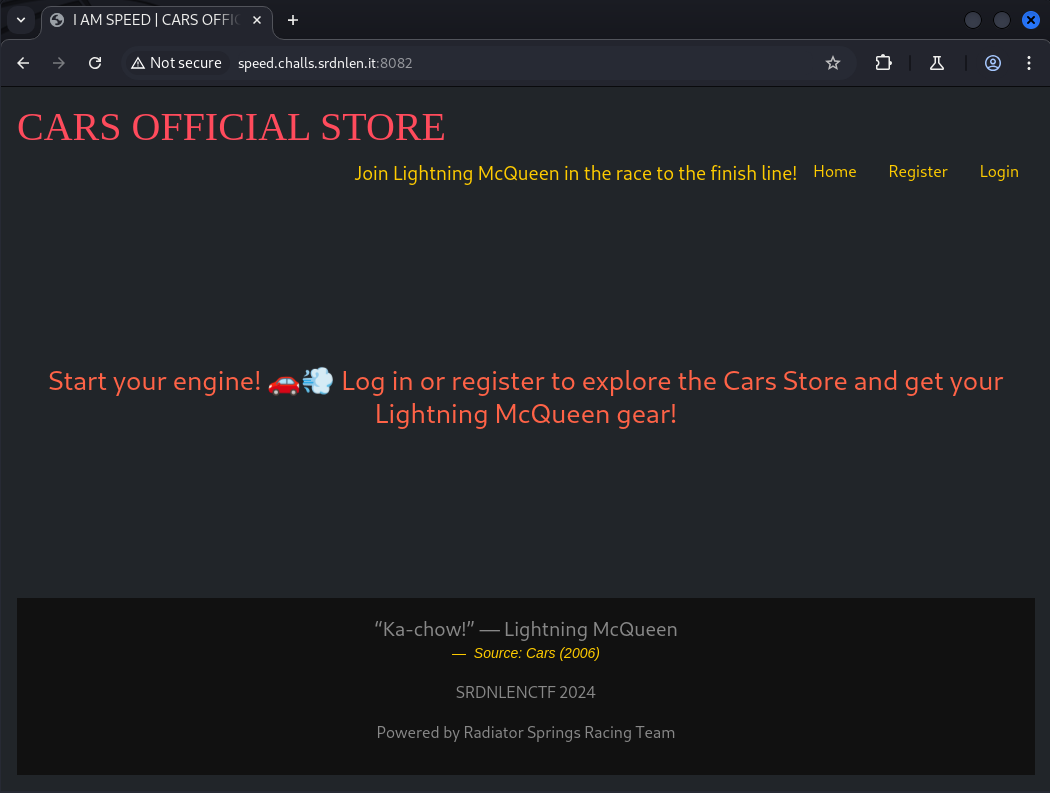 I AM SPEED | CARS OFFIC
Not secure speed.challs.srdnlen.it:8082
CARS OFFICIAL STORE
Join Lightning McQueen in the race to the finish line! Home Register Login
Start your engine! 🚗💨 Log in or register to explore the Cars Store and get your
Lightning McQueen gear!
“Ka-chow!” — Lightning McQueen
— Source: Cars (2006)
SRDNLENCTF 2024
Powered by Radiator Springs Racing Team